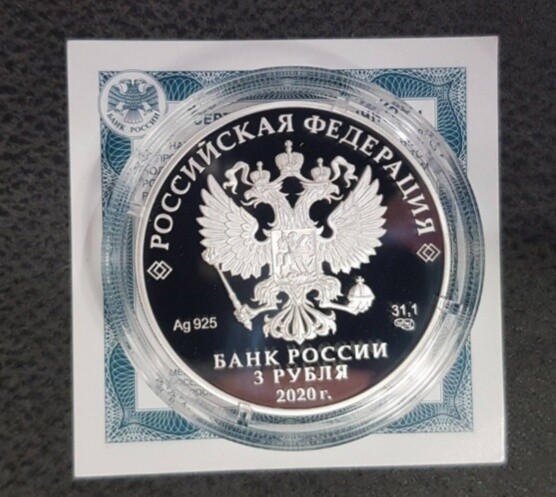 РОССИЙСКАЯ ФЕДЕРАЦИЯ
Ag 925
31,1
БАНК РОССИИ
3 РУБЛЯ
2020 г.
БАНК РОССИИ